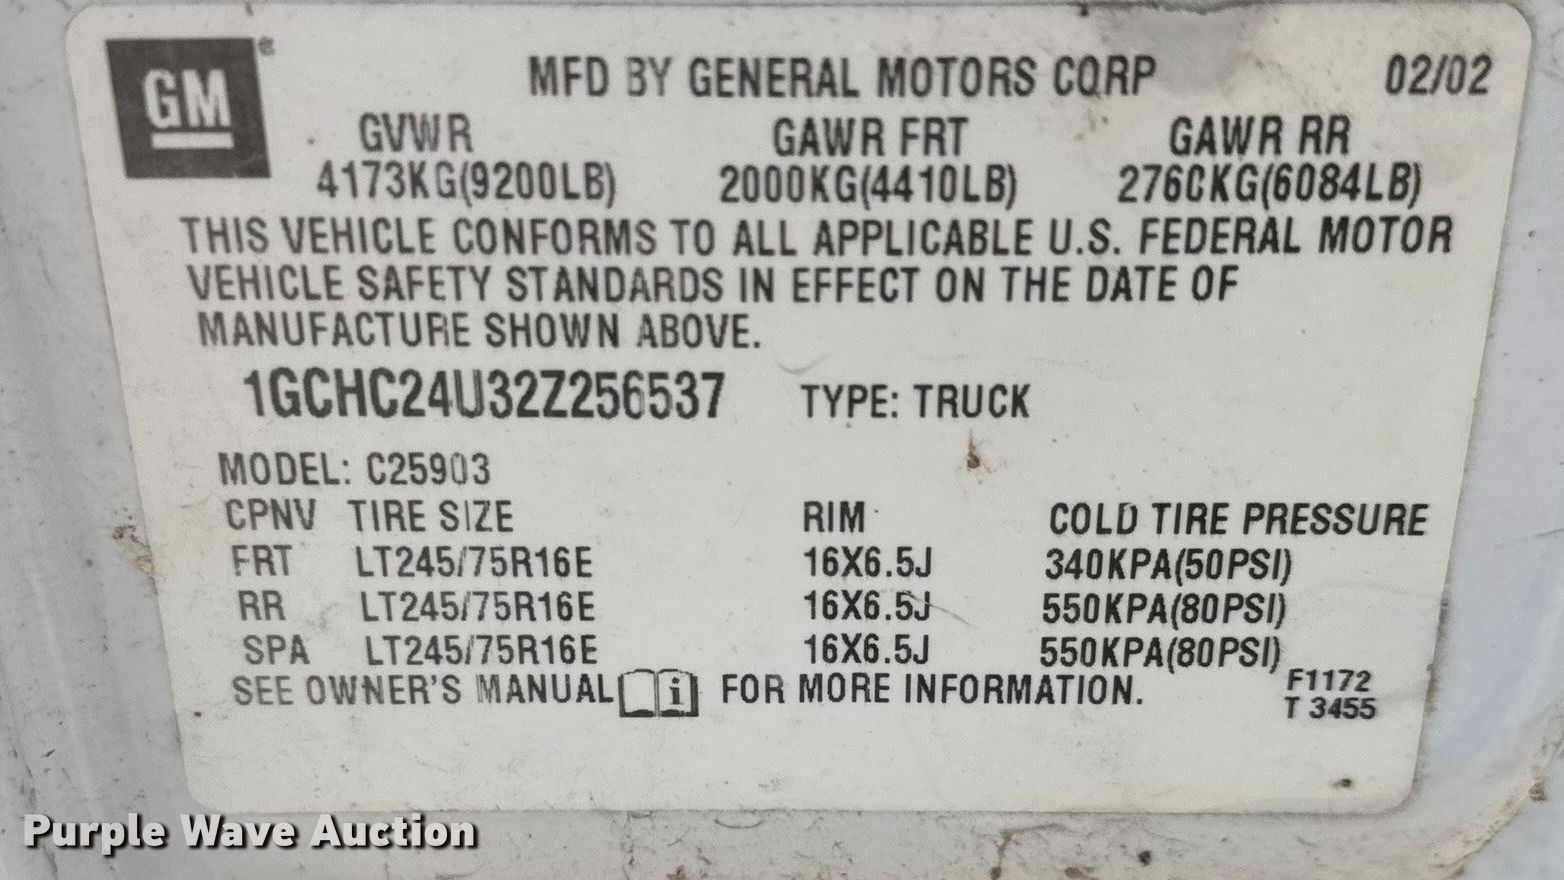 GM®
MFD BY GENERAL MOTORS CORP 02/02
GVWR GAWR FRT GAWR RR
4173KG(9200LB) 2000KG(4410LB) 2760KG(6084LB)
THIS VEHICLE CONFORMS TO ALL APPLICABLE U.S. FEDERAL MOTOR
VEHICLE SAFETY STANDARDS IN EFFECT ON THE DATE OF
MANUFACTURE SHOWN ABOVE.
1GCHC24U32Z256537 TYPE: TRUCK
MODEL: C25903
CPNV TIRE SIZE RIM COLD TIRE PRESSURE
FRT LT245/75R16E 16X6.5J 340KPA(50PSI)
RR LT245/75R16E 16X6.5J 550KPA(80PSI)
SPA LT245/75R16E 16X6.5J 550KPA(80PSI)
SEE OWNER'S MANUAL i FOR MORE INFORMATION.
F1172
T 3455
Purple Wave Auction